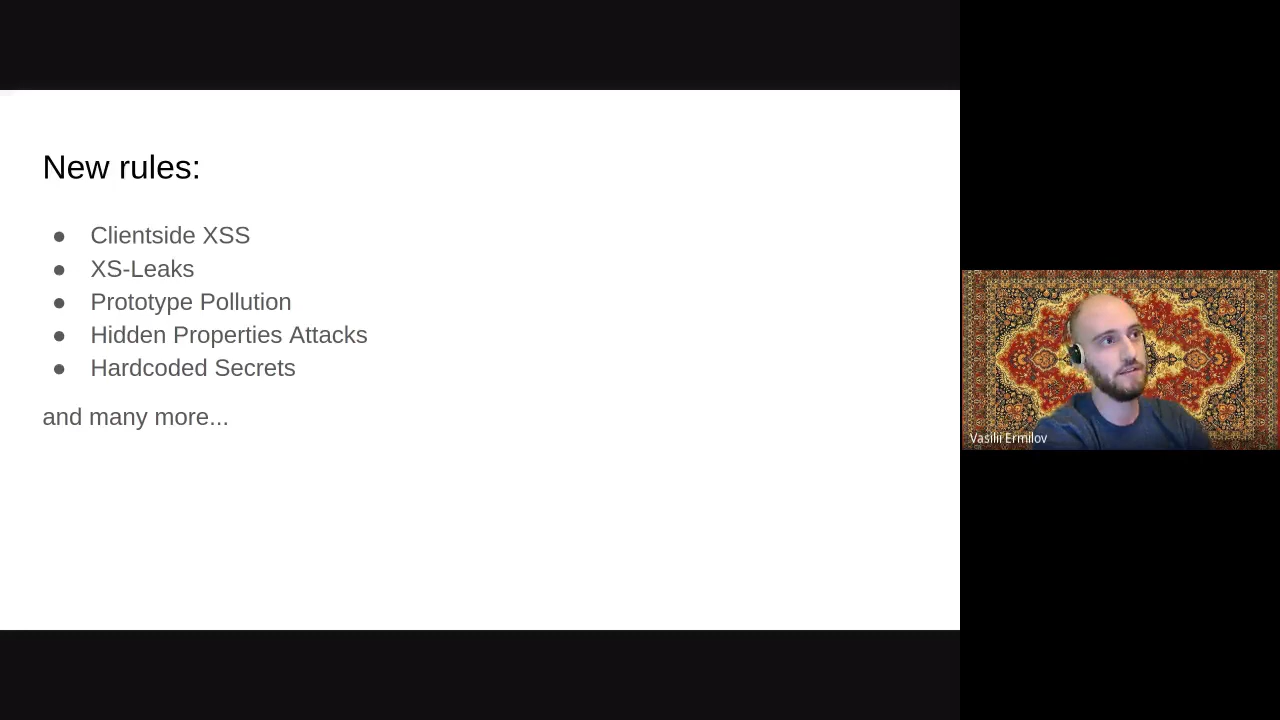 New rules:
● Clientside XSS
● XS-Leaks
● Prototype Pollution
● Hidden Properties Attacks
● Hardcoded Secrets
and many more...
Vasilii Ermilov